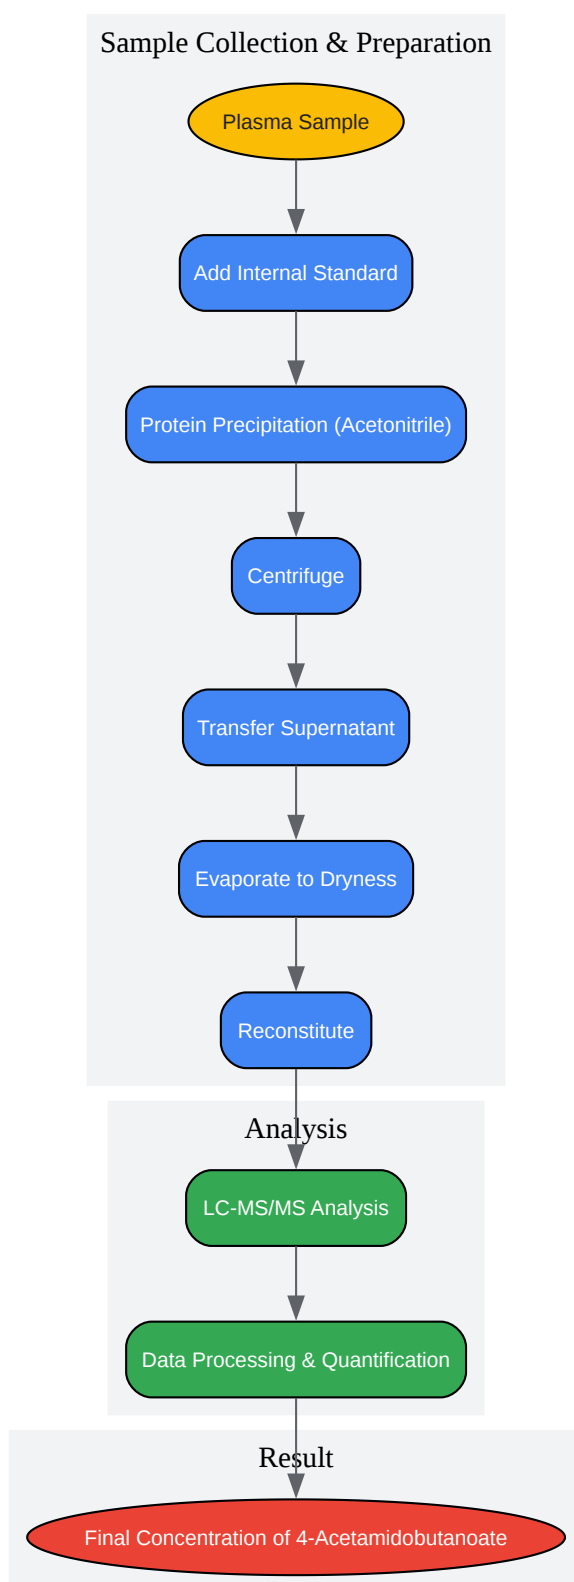 Sample Collection & Preparation
Plasma Sample
Add Internal Standard
Protein Precipitation (Acetonitrile)
Centrifuge
Transfer Supernatant
Evaporate to Dryness
Reconstitute
Analysis
LC-MS/MS Analysis
Data Processing & Quantification
Result
Final Concentration of 4-Acetamidobutanoate